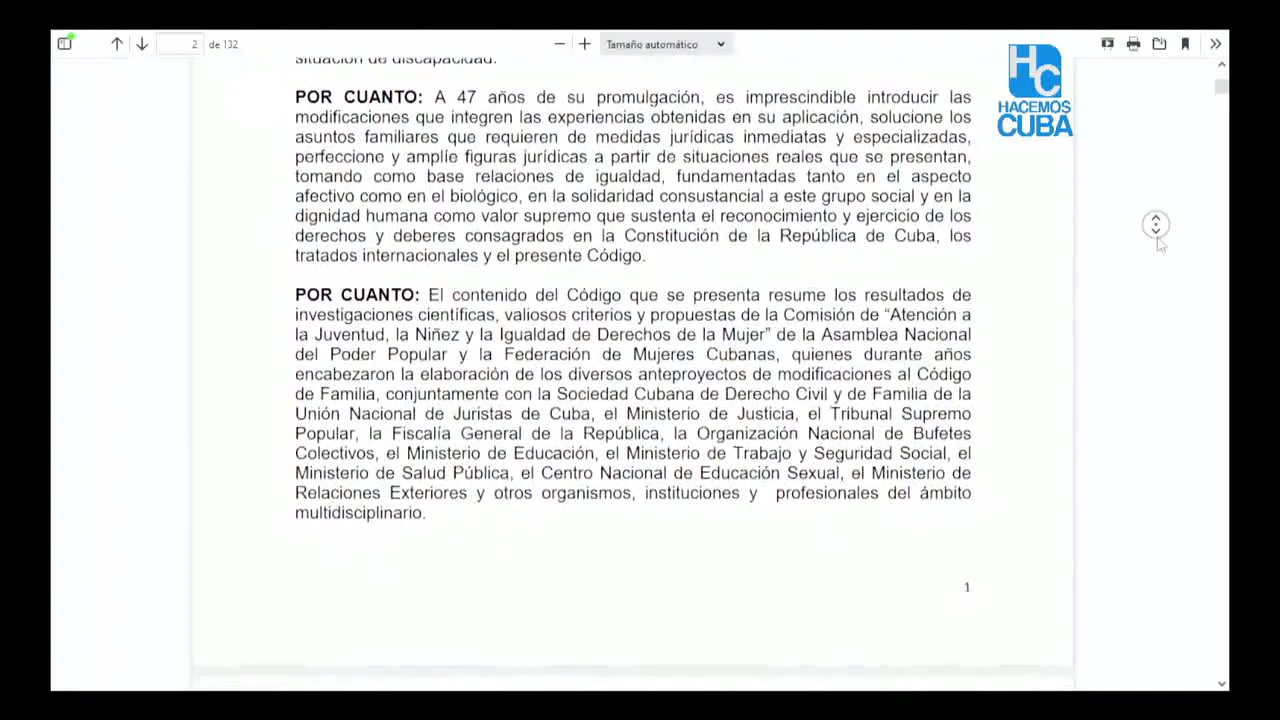 2 de 132
Tamaño automático
HC
HACEMOS
CUBA
situación de discapacidad.
POR CUANTO: A 47 años de su promulgación, es imprescindible introducir las
modificaciones que integren las experiencias obtenidas en su aplicación, solucione los
asuntos familiares que requieren de medidas jurídicas inmediatas y especializadas,
perfeccione y amplíe figuras jurídicas a partir de situaciones reales que se presentan,
tomando como base relaciones de igualdad, fundamentadas tanto en el aspecto
afectivo como en el biológico, en la solidaridad consustancial a este grupo social y en la
dignidad humana como valor supremo que sustenta el reconocimiento y ejercicio de los
derechos y deberes consagrados en la Constitución de la República de Cuba, los
tratados internacionales y el presente Código.
POR CUANTO: El contenido del Código que se presenta resume los resultados de
investigaciones científicas, valiosos criterios y propuestas de la Comisión de “Atención a
la Juventud, la Niñez y la Igualdad de Derechos de la Mujer” de la Asamblea Nacional
del Poder Popular y la Federación de Mujeres Cubanas, quienes durante años
encabezaron la elaboración de los diversos anteproyectos de modificaciones al Código
de Familia, conjuntamente con la Sociedad Cubana de Derecho Civil y de Familia de la
Unión Nacional de Juristas de Cuba, el Ministerio de Justicia, el Tribunal Supremo
Popular, la Fiscalía General de la República, la Organización Nacional de Bufetes
Colectivos, el Ministerio de Educación, el Ministerio de Trabajo y Seguridad Social, el
Ministerio de Salud Pública, el Centro Nacional de Educación Sexual, el Ministerio de
Relaciones Exteriores y otros organismos, instituciones y profesionales del ámbito
multidisciplinario.
1